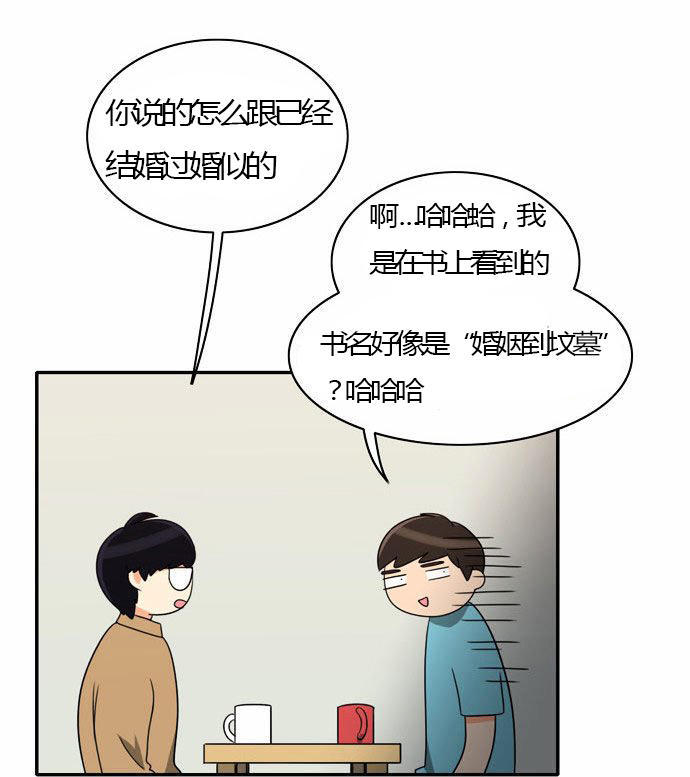 你说的怎么跟已经
结婚过婚似的
啊...哈哈蛤，我
是在书上看到的
书名好像是“婚姻到坟墓”
？哈哈哈